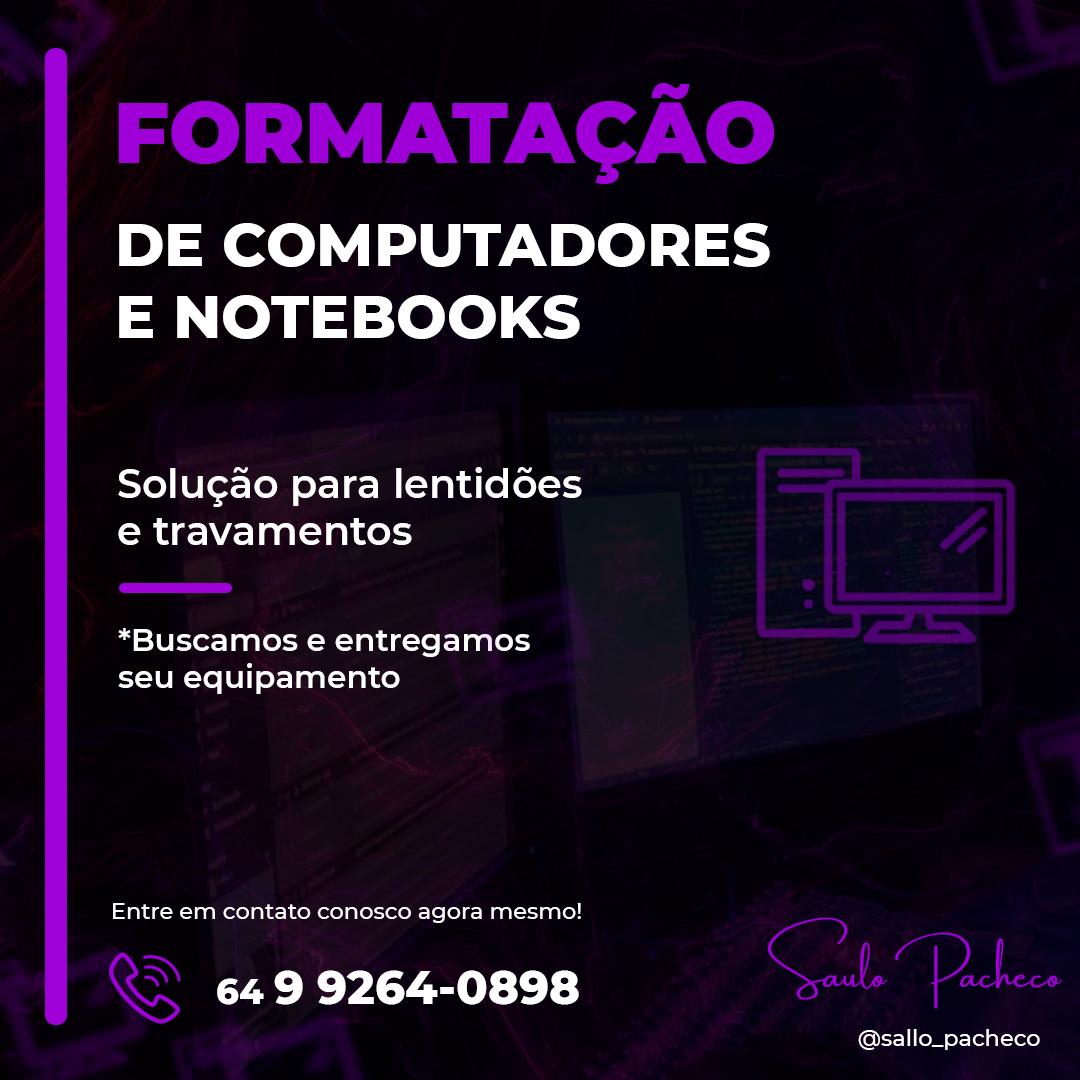 FORMATAÇÃO
DE COMPUTADORES
E NOTEBOOKS
Solução para lentidões
e travamentos
*Buscamos e entregamos
seu equipamento
Entre em contato conosco agora mesmo!
64 9 9264-0898
Saulo Pacheco
@sallo_pacheco